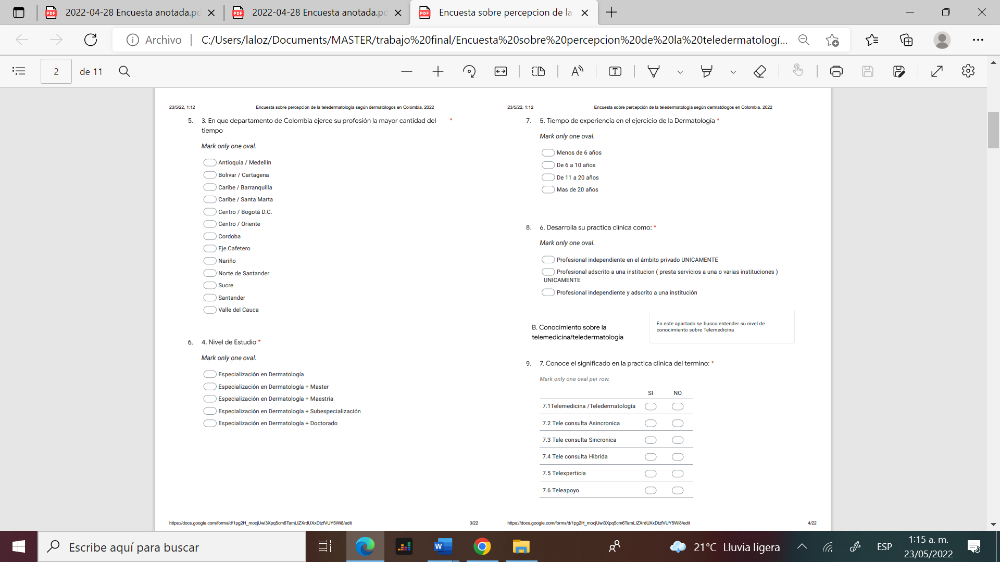 2022-04-28 Encuesta anotada.pd
2022-04-28 Encuesta anotada.pd
Encuesta sobre percepcion de la
Archivo
C:/Users/laloz/Documents/MASTER/trabajo%20final/Encuesta%20sobre%20percepcion%20de%20la%20teledermatologí...
2
de 11
23/5/22, 1:12
Encuesta sobre percepción de la teledermatología según dermatólogos en Colombia, 2022
5. 3. En que departamento de Colombia ejerce su profesión la mayor cantidad del *
tiempo
Mark only one oval.
Antioquia / Medellín
Bolivar / Cartagena
Caribe / Barranquilla
Caribe / Santa Marta
Centro / Bogotá D.C.
Centro / Oriente
Cordoba
Eje Cafetero
Nariño
Norte de Santander
Sucre
Santander
Valle del Cauca
6. 4. Nivel de Estudio *
Mark only one oval.
Especialización en Dermatología
Especialización en Dermatología + Master
Especialización en Dermatología + Maestría
Especialización en Dermatología + Subespecialización
Especialización en Dermatología + Doctorado
https://docs.google.com/forms/d/1pg2H_mocjUwi3Xpq5cm6TamLIZXrdUXxDtzfVUY5Wi8/edit
3/22
23/5/22, 1:12
Encuesta sobre percepción de la teledermatología según dermatólogos en Colombia, 2022
7. 5. Tiempo de experiencia en el ejercicio de la Dermatología *
Mark only one oval.
Menos de 6 años
De 6 a 10 años
De 11 a 20 años
Mas de 20 años
8. 6. Desarrolla su practica clínica como: *
Mark only one oval.
Profesional independiente en el ámbito privado UNICAMENTE
Profesional adscrito a una institucion ( presta servicios a una o varias instituciones )
UNICAMENTE
Profesional independiente y adscrito a una institución
B. Conocimiento sobre la
telemedicina/teledermatología
En este apartado se busca entender su nivel de
conocimiento sobre Telemedicina
9. 7. Conoce el significado en la practica clínica del termino: *
Mark only one oval per row.
SI NO
7.1Telemedicina /Teledermatología
7.2 Tele consulta Asincronica
7.3 Tele consulta Sincronica
7.4 Tele consulta Hibrida
7.5 Telexperticia
7.6 Teleapoyo
https://docs.google.com/forms/d/1pg2H_mocjUwi3Xpq5cm6TamLIZXrdUXxDtzfVUY5Wi8/edit
4/22
Escribe aquí para buscar
21°C Lluvia ligera
ESP
1:15 a. m.
23/05/2022